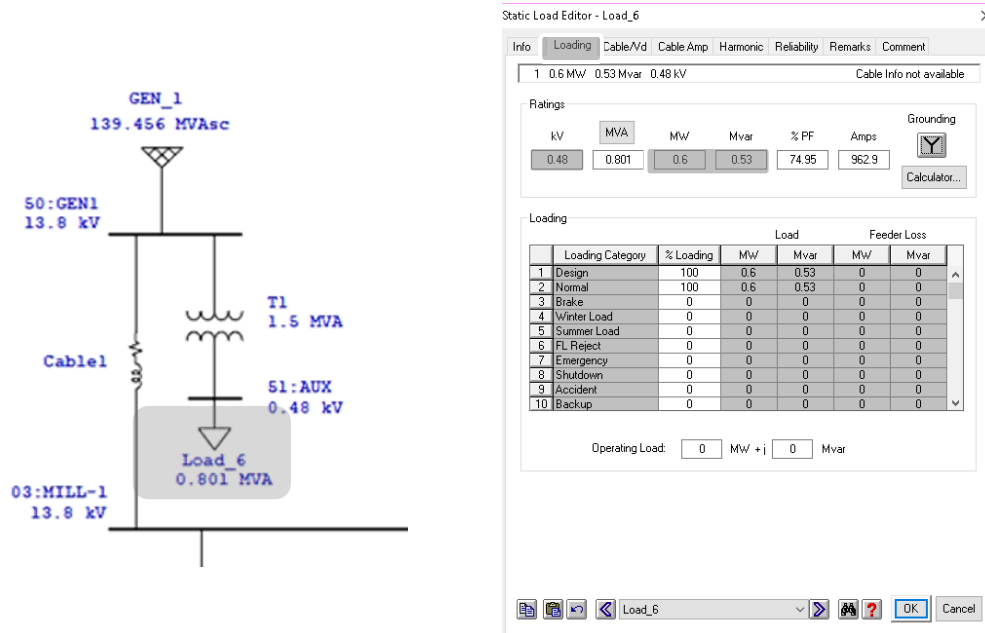 GEN_1
139.456 MVAsc
50:GEN1
13.8 kV
T1
1.5 MVA
Cable1
51:AUX
0.48 kV
Load_6
0.801 MVA
03:MILL-1
13.8 kV
Static Load Editor - Load_6
Info Loading Cable/Vd Cable Amp Harmonic Reliability Remarks Comment
1 0.6 MW 0.53 Mvar 0.48 kV Cable Info not available
Ratings
Grounding
kV MVA MW Mvar % PF Amps
0.48 0.801 0.6 0.53 74.95 962.9
Y
Calculator...
Loading
Load Feeder Loss
Loading Category % Loading MW Mvar MW Mvar
1 Design 100 0.6 0.53 0 0
2 Normal 100 0.6 0.53 0 0
3 Brake 0 0 0 0 0
4 Winter Load 0 0 0 0 0
5 Summer Load 0 0 0 0 0
6 FL Reject 0 0 0 0 0
7 Emergency 0 0 0 0 0
8 Shutdown 0 0 0 0 0
9 Accident 0 0 0 0 0
10 Backup 0 0 0 0 0
Operating Load: 0 MW + j 0 Mvar
Load_6 ? OK Cancel